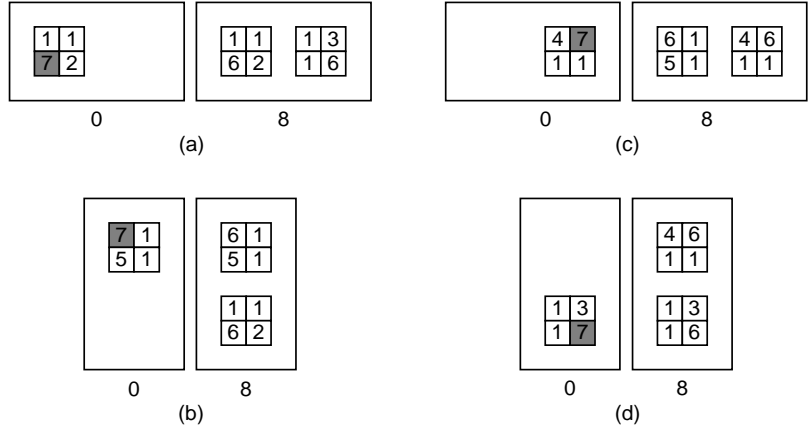 1 1 1 1 1 3
7 2 6 2 1 6
0 8
(a)
4 7 6 1 4 6
1 1 5 1 1 1
0 8
(c)
7 1 6 1
5 1 5 1
1 1
6 2
0 8
(b)
4 6
1 1
1 3 1 3
1 7 1 6
0 8
(d)